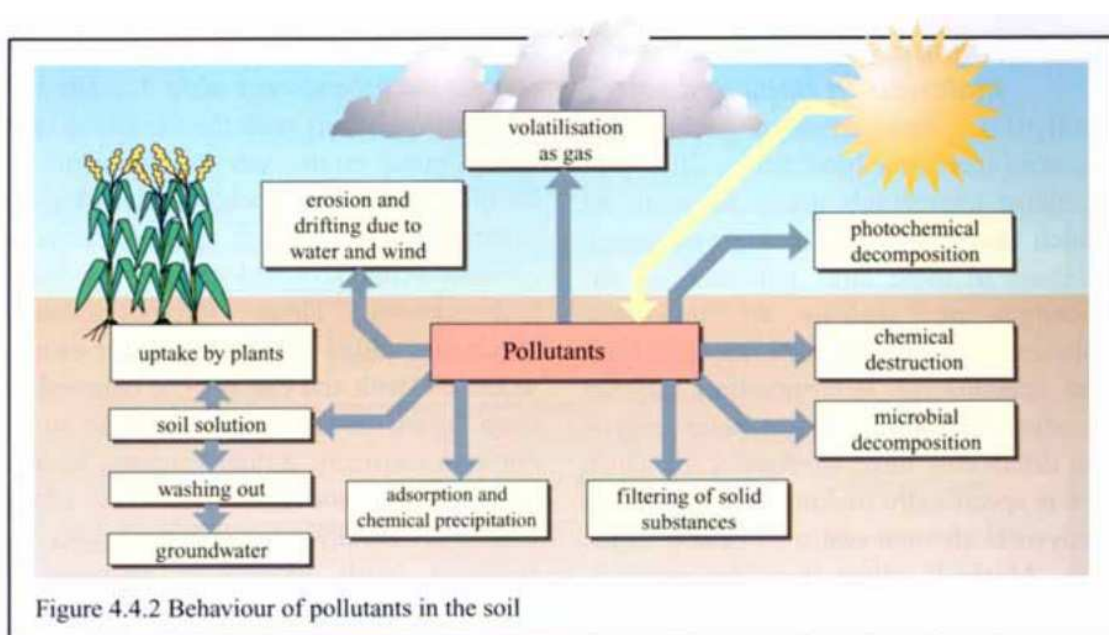 volatilisation
as gas
erosion and
drifting due to
water and wind
photochemical
decomposition
uptake by plants
Pollutants
chemical
destruction
soil solution
microbial
decomposition
washing out
adsorption and
chemical precipitation
filtering of solid
substances
groundwater
Figure 4.4.2 Behaviour of pollutants in the soil